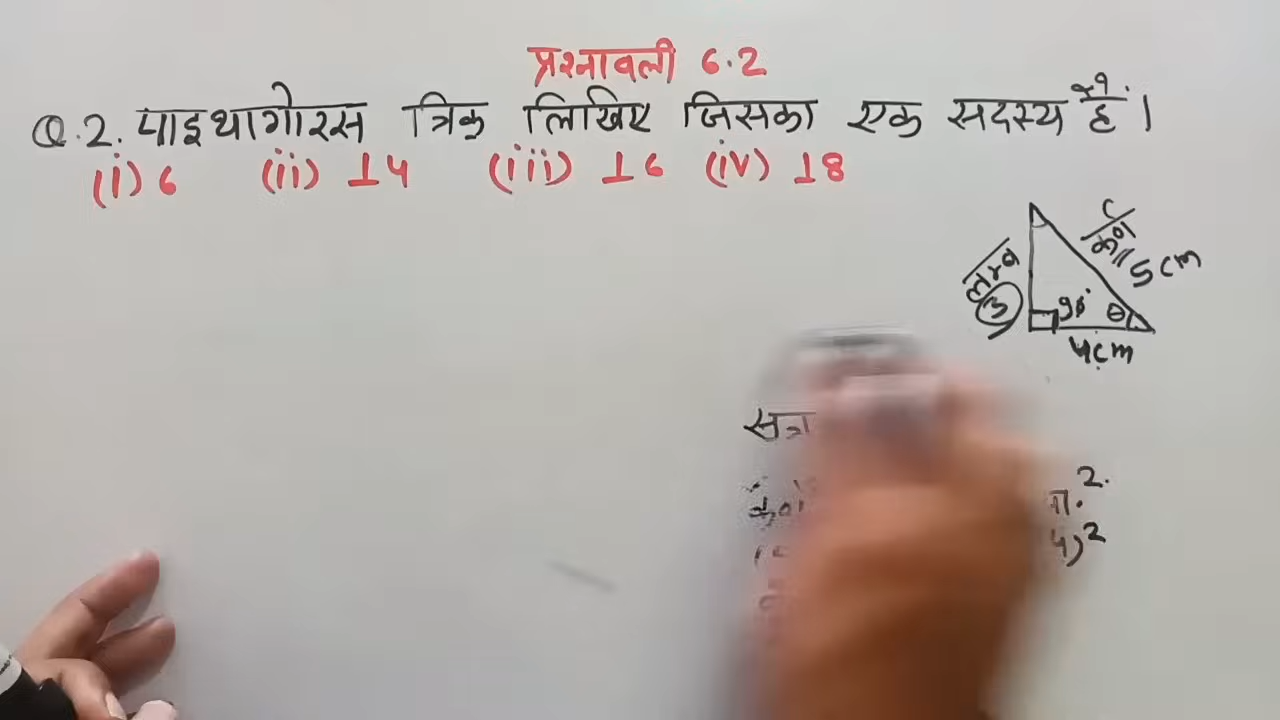 प्रश्नावली 6.2
Q.2. पाइथागोरस त्रिक लिखिए जिसका एक सदस्य है।
(i) 6 (ii) 14 (iii) 16 (iv) 18
लम्ब
3
कर्ण
5cm
90°
θ
4cm